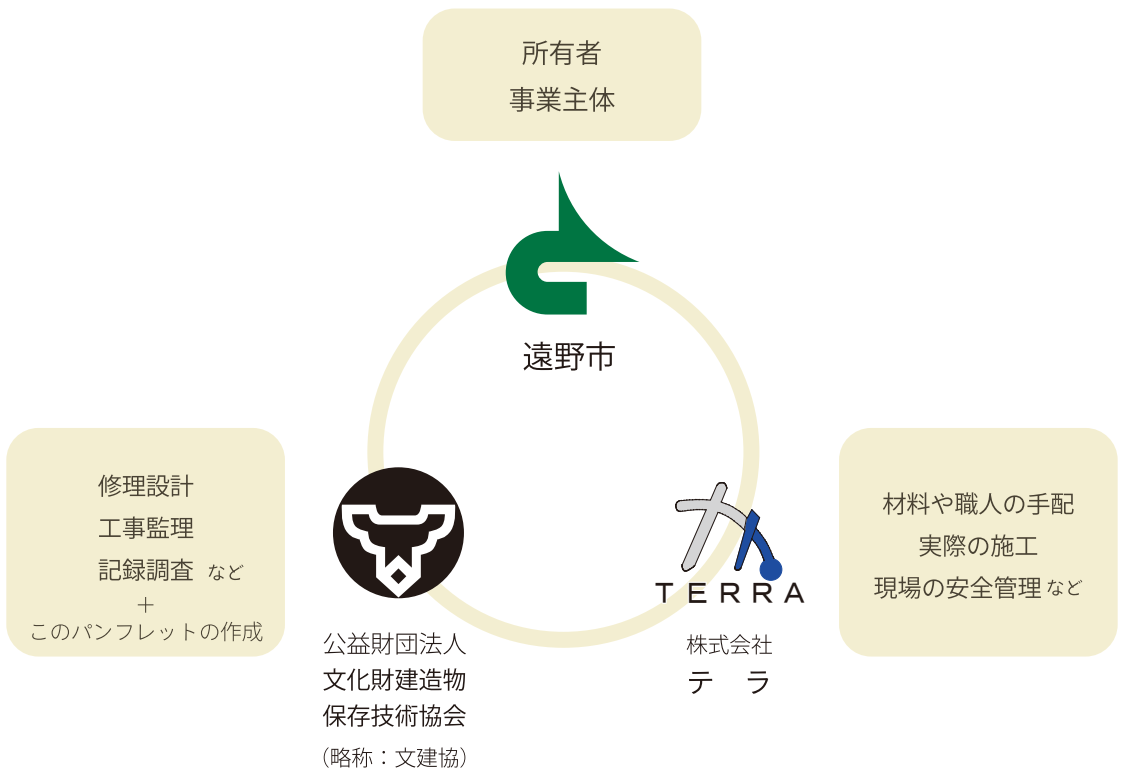 所有者
事業主体
遠野市
修理設計
工事監理
記録調査 など
＋
このパンフレットの作成
公益財団法人
文化財建造物
保存技術協会
（略称：文建協）
TERRA
株式会社
テ ラ
材料や職人の手配
実際の施工
現場の安全管理 など